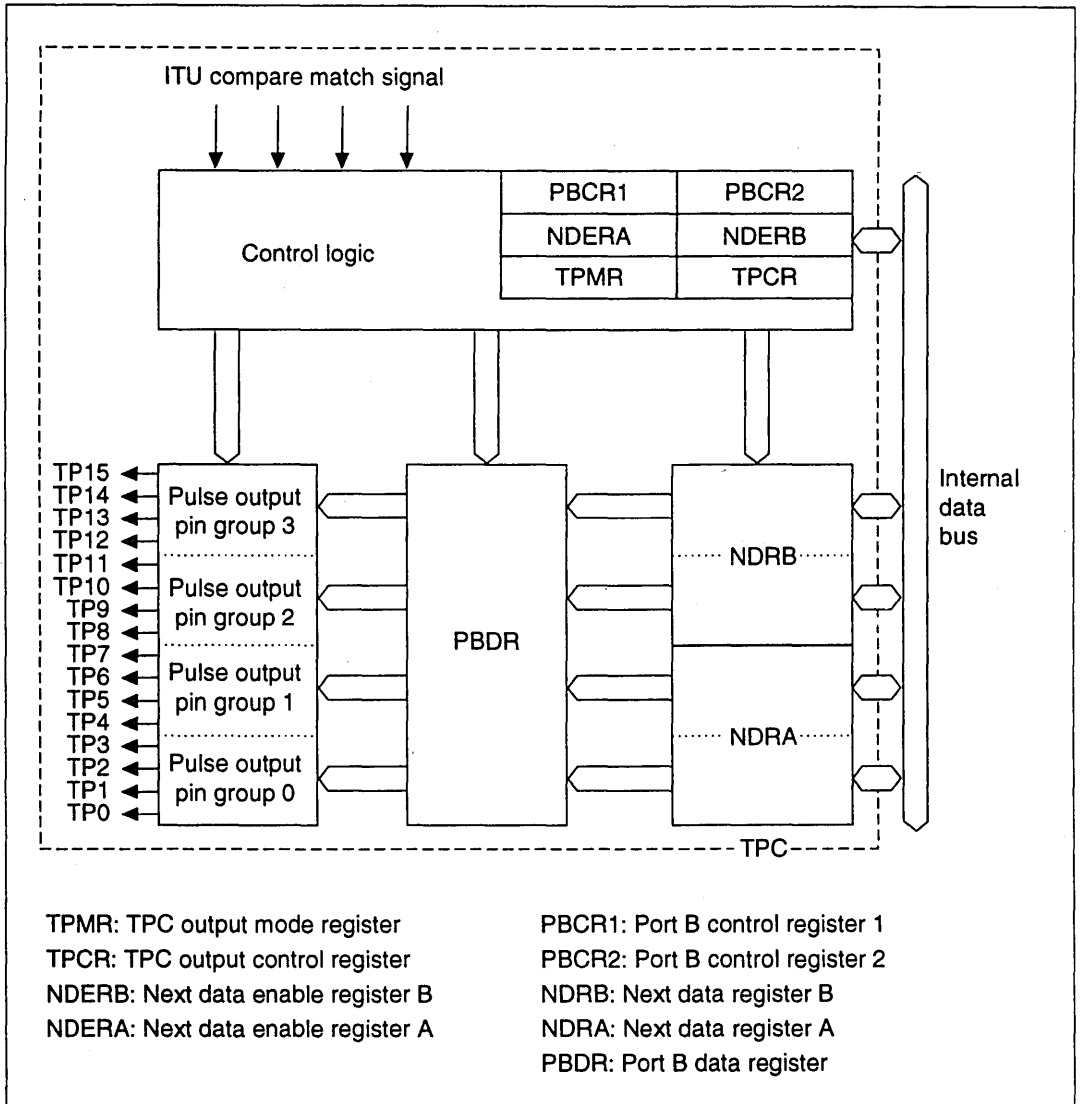 ITU compare match signal
PBCR1 PBCR2
Control logic
NDERA NDERB
TPMR TPCR
TP15
TP14
TP13
TP12
TP11
TP10
TP9
TP8
TP7
TP6
TP5
TP4
TP3
TP2
TP1
TP0
Pulse output
pin group 3
Pulse output
pin group 2
Pulse output
pin group 1
Pulse output
pin group 0
PBDR
NDRB
NDRA
Internal
data
bus
TPC
TPMR: TPC output mode register
TPCR: TPC output control register
NDERB: Next data enable register B
NDERA: Next data enable register A
PBCR1: Port B control register 1
PBCR2: Port B control register 2
NDRB: Next data register B
NDRA: Next data register A
PBDR: Port B data register